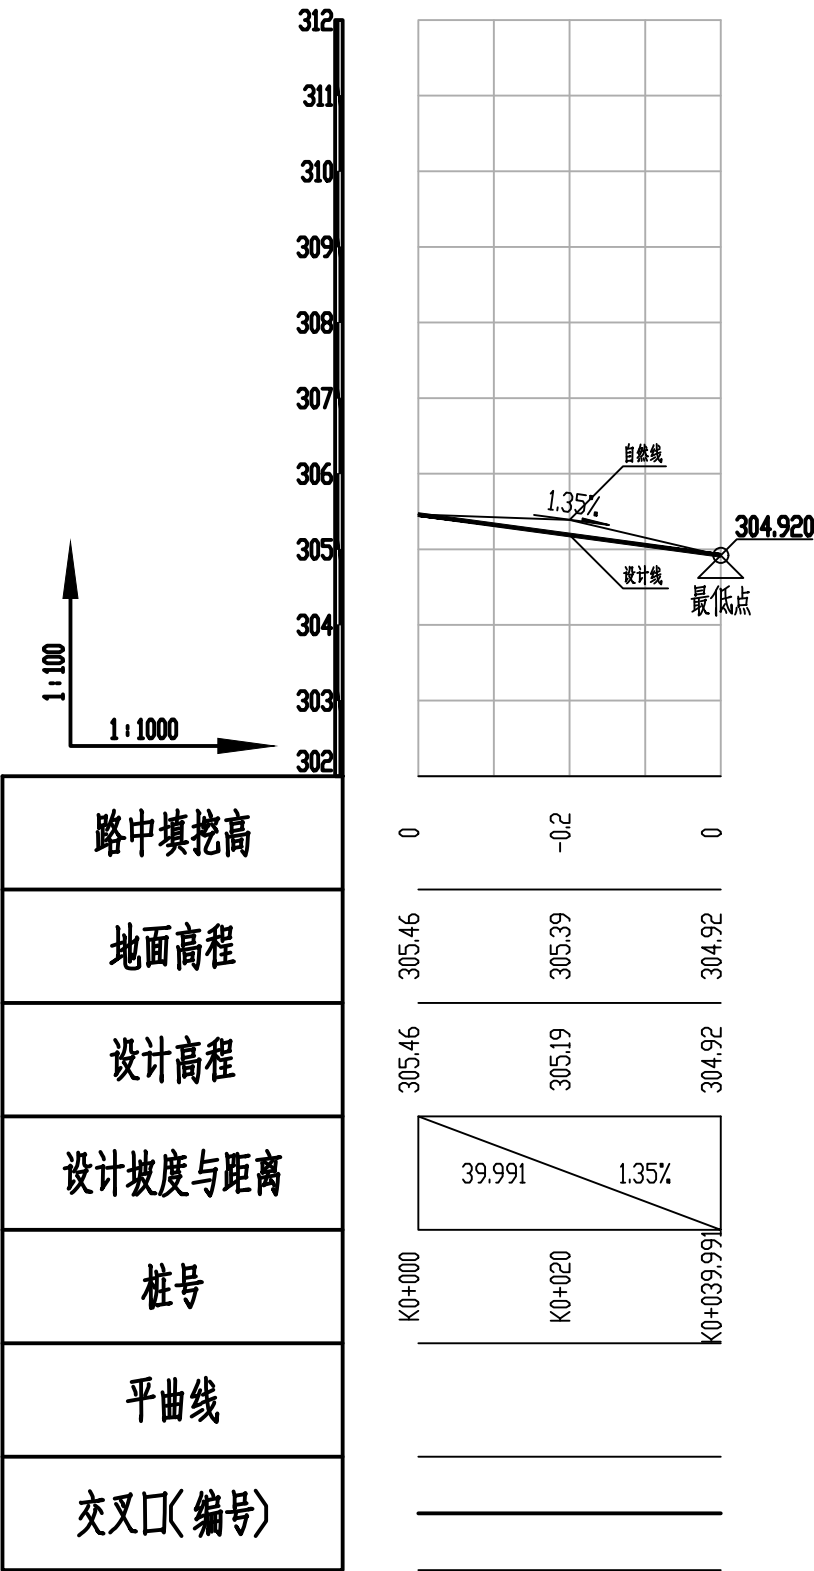 312
311
310
309
308
307
306
自然线
1.35%
304.920
305
设计线
最低点
304
1:100
303
1:1000
302
路中填挖高 0 -0.2 0
地面高程 305.46 305.39 304.92
设计高程 305.46 305.19 304.92
设计坡度与距离 39.991 1.35%
桩号 K0+000 K0+020 K0+039.991
平曲线
交叉口(编号)